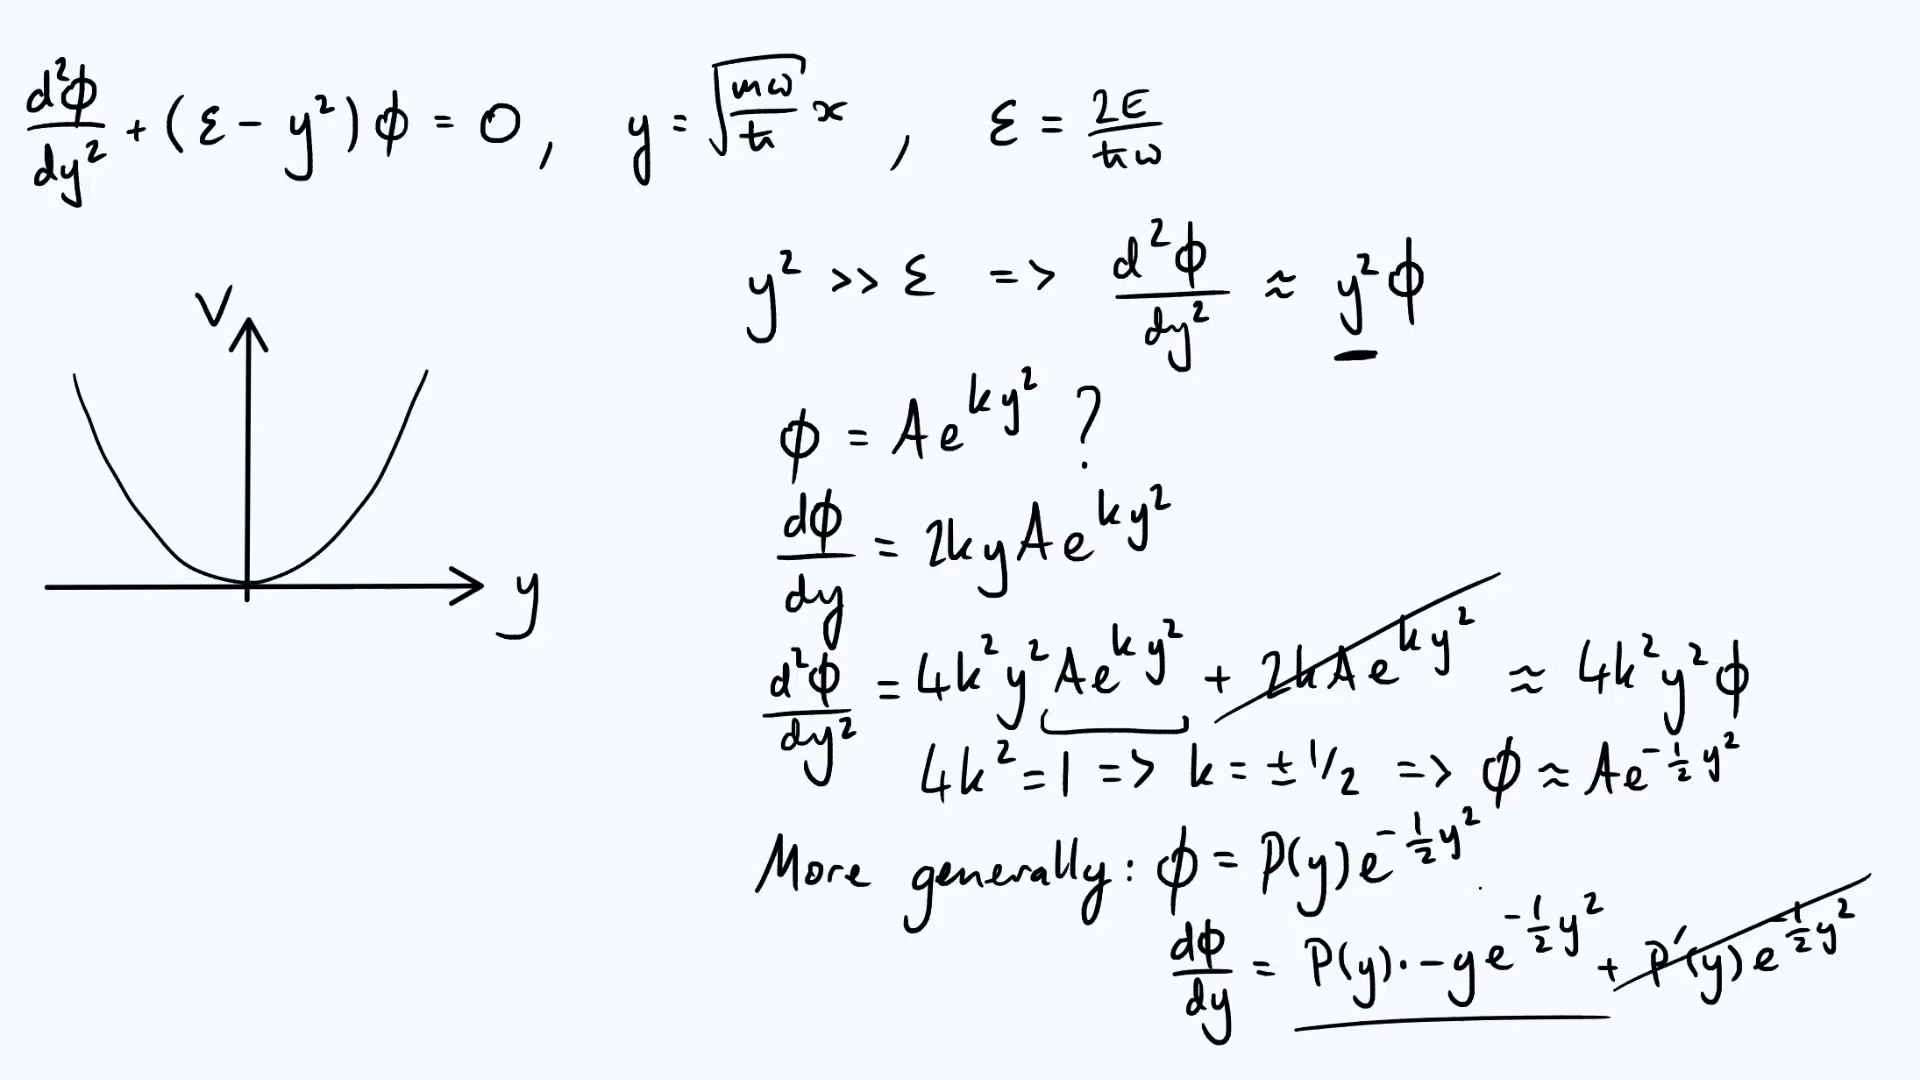 d²ϕ/dy² + (ε - y²)ϕ = 0, y = √(mω/ħ) x, ε = 2E/ħω
y² >> ε => d²ϕ/dy² ≈ y²ϕ
V
y
ϕ = Ae^{ky²} ?
dϕ/dy = 2kyAe^{ky²}
d²ϕ/dy² = 4k²y²Ae^{ky²} + 2kAe^{ky²} ≈ 4k²y²ϕ
4k² = 1 => k = ±1/2 => ϕ ≈ Ae^{-½y²}
More generally: ϕ = P(y)e^{-½y²}
dϕ/dy = P(y)· -ye^{-½y²} + P′(y)e^{-½y²}